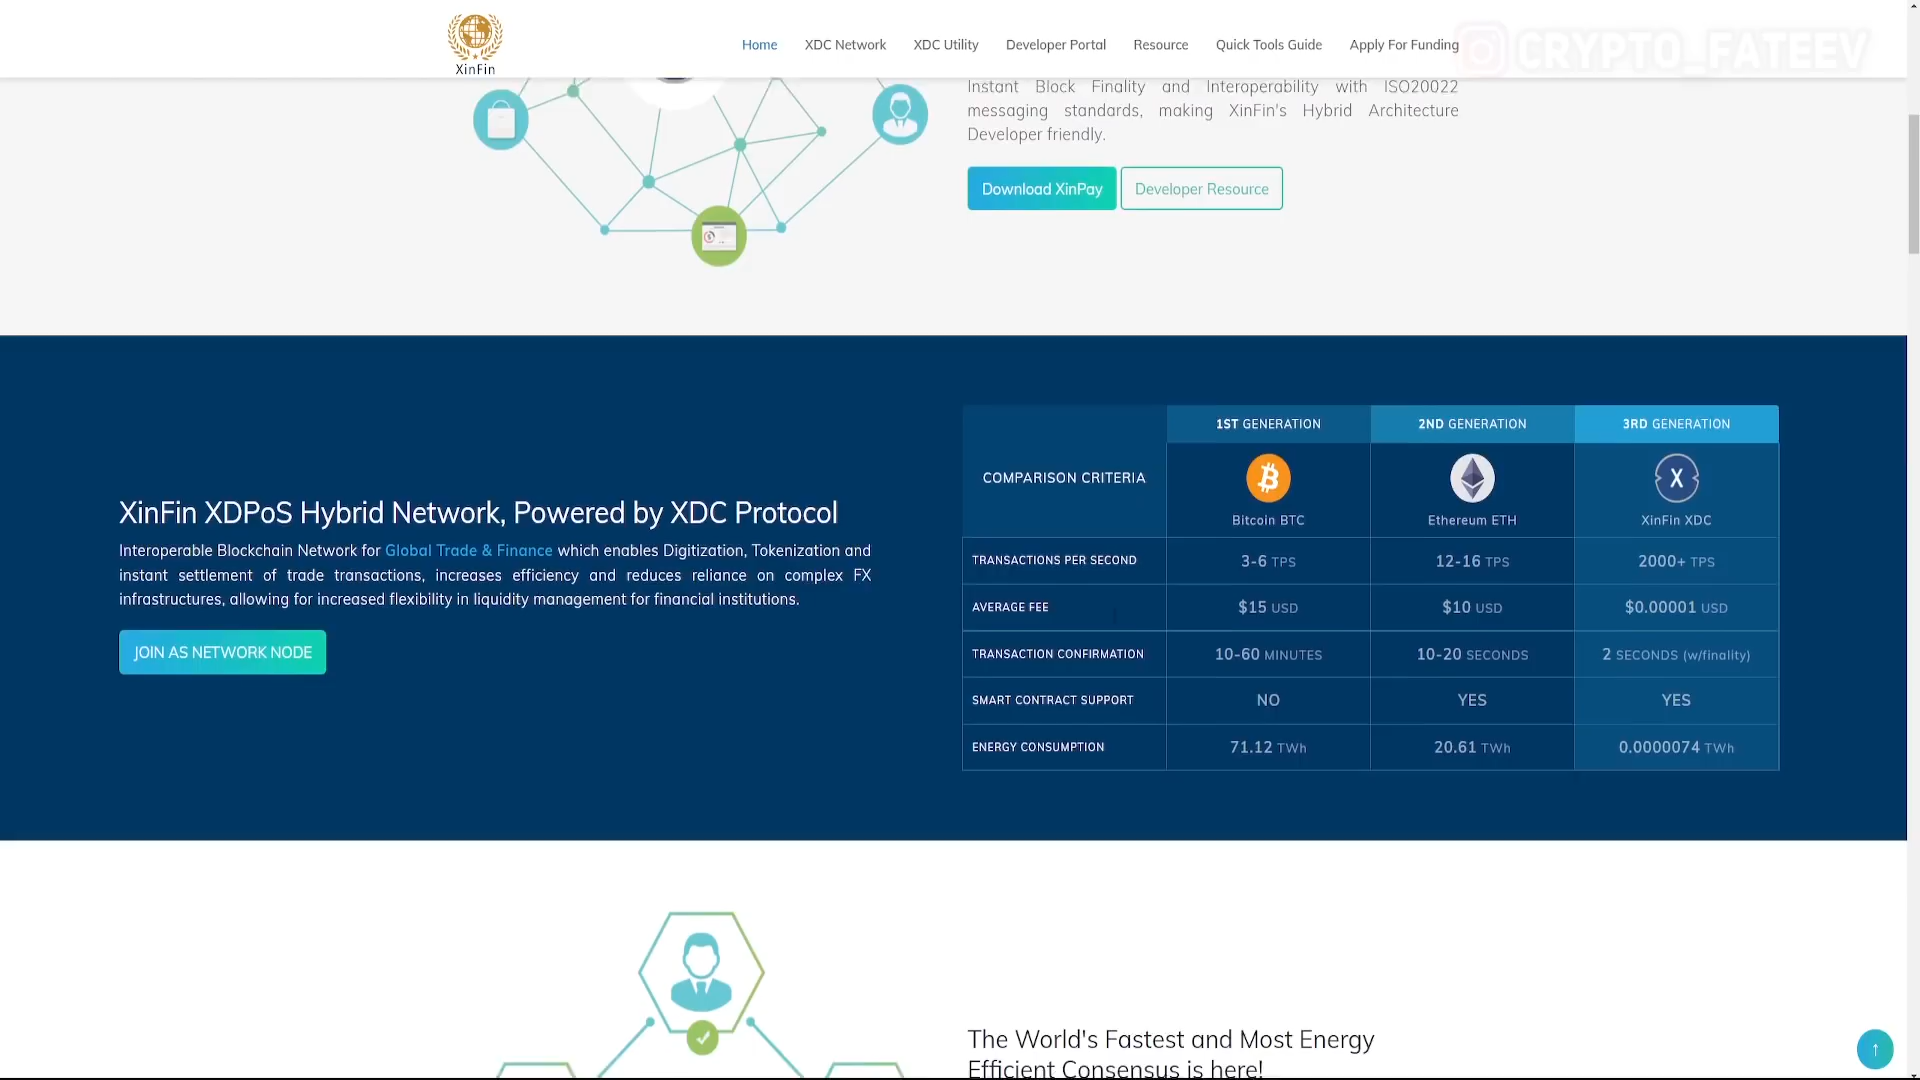 XinFin
Home XDC Network XDC Utility Developer Portal Resource Quick Tools Guide Apply For Funding
CRYPTO_FATEEV
Instant Block Finality and Interoperability with ISO20022
messaging standards, making XinFin's Hybrid Architecture
Developer friendly.
Download XinPay Developer Resource
XinFin XDPoS Hybrid Network, Powered by XDC Protocol
Interoperable Blockchain Network for Global Trade & Finance which enables Digitization, Tokenization and
instant settlement of trade transactions, increases efficiency and reduces reliance on complex FX
infrastructures, allowing for increased flexibility in liquidity management for financial institutions.
JOIN AS NETWORK NODE
COMPARISON CRITERIA 1ST GENERATION 2ND GENERATION 3RD GENERATION
Bitcoin BTC Ethereum ETH XinFin XDC
TRANSACTIONS PER SECOND 3-6 TPS 12-16 TPS 2000+ TPS
AVERAGE FEE $15 USD $10 USD $0.00001 USD
TRANSACTION CONFIRMATION 10-60 MINUTES 10-20 SECONDS 2 SECONDS (w/finality)
SMART CONTRACT SUPPORT NO YES YES
ENERGY CONSUMPTION 71.12 TWh 20.61 TWh 0.0000074 TWh
The World's Fastest and Most Energy
Efficient Consensus is here!